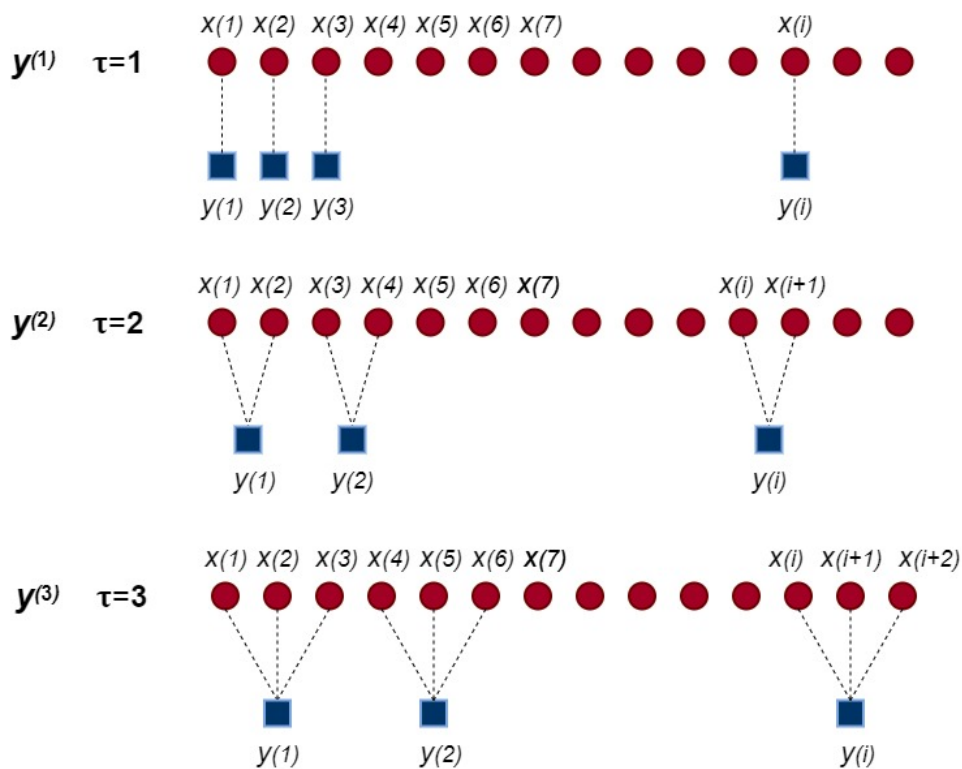 x(1) x(2) x(3) x(4) x(5) x(6) x(7) x(i)
y(1) τ=1
y(1) y(2) y(3) y(i)
x(1) x(2) x(3) x(4) x(5) x(6) x(7) x(i) x(i+1)
y(2) τ=2
y(1) y(2) y(i)
x(1) x(2) x(3) x(4) x(5) x(6) x(7) x(i) x(i+1) x(i+2)
y(3) τ=3
y(1) y(2) y(i)